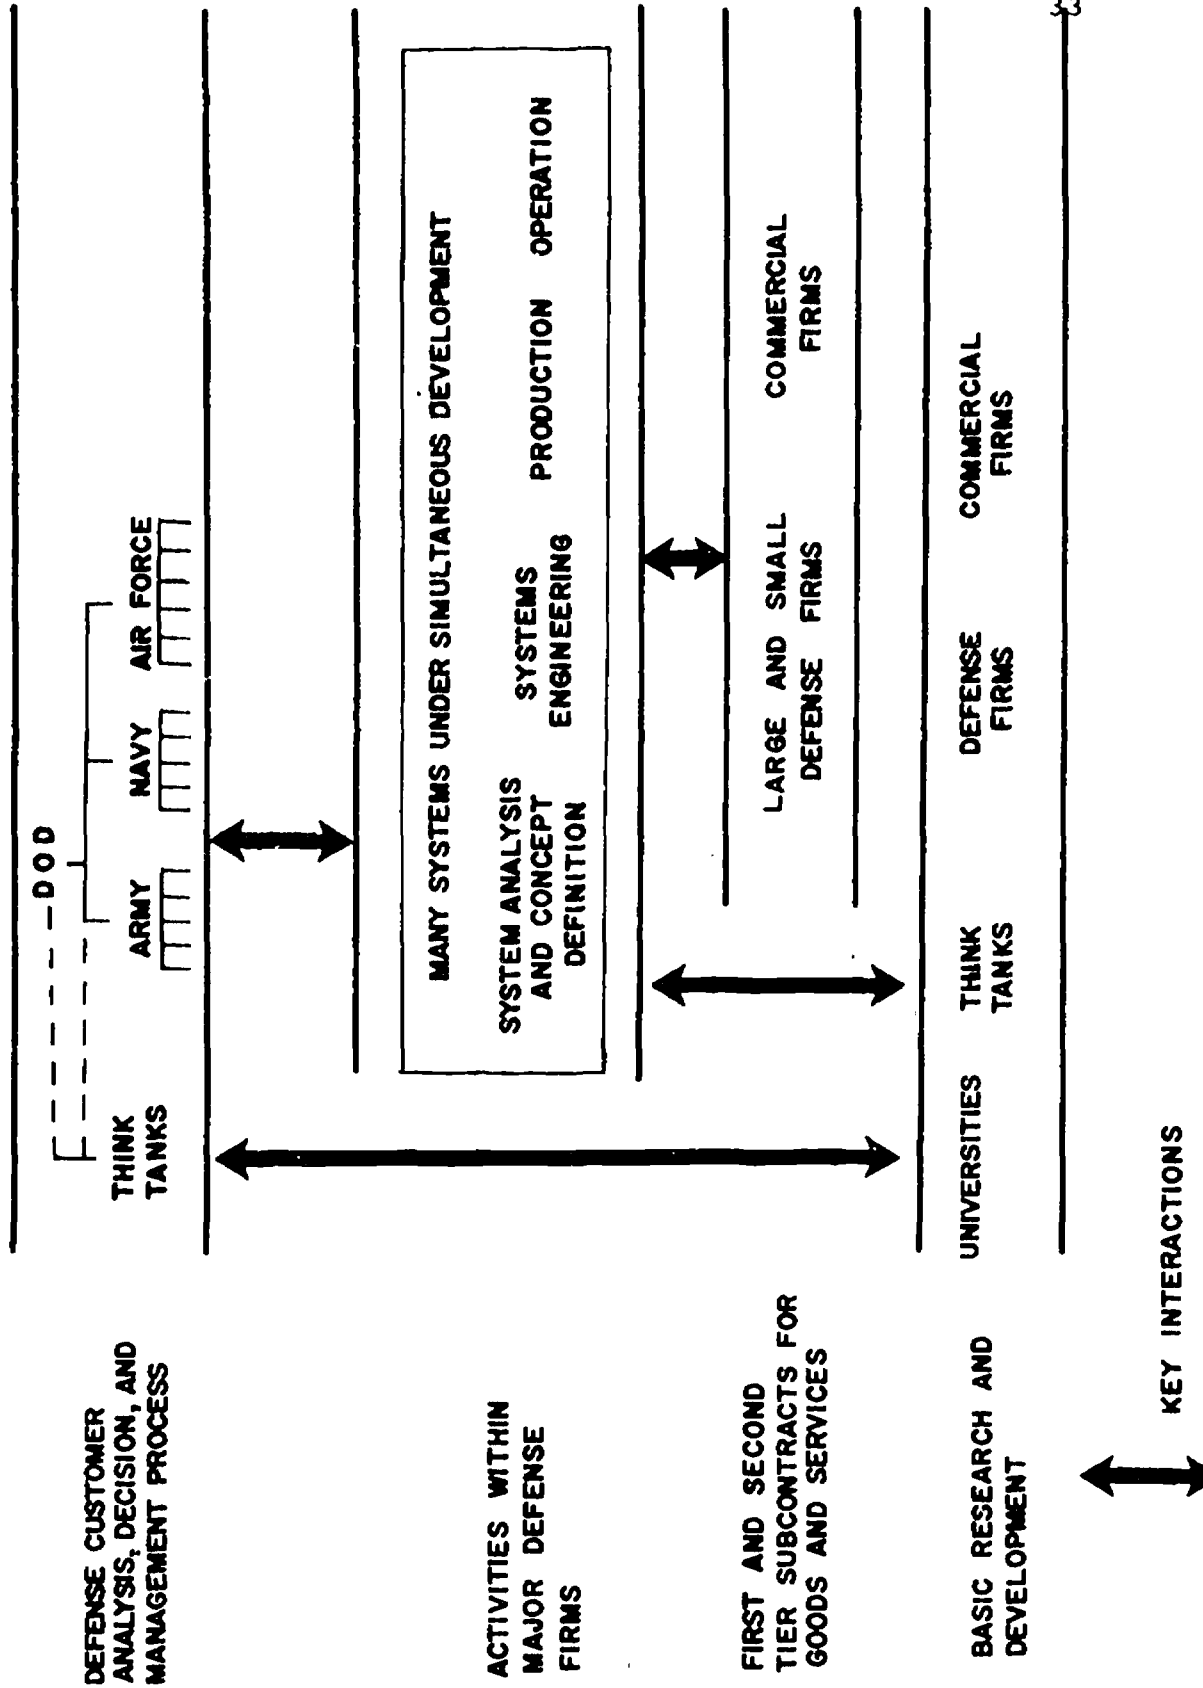 DEFENSE CUSTOMER
ANALYSIS, DECISION, AND
MANAGEMENT PROCESS
DOD
THINK
TANKS
ARMY
NAVY
AIR FORCE
ACTIVITIES WITHIN
MAJOR DEFENSE
FIRMS
MANY SYSTEMS UNDER SIMULTANEOUS DEVELOPMENT
SYSTEM ANALYSIS
AND CONCEPT
DEFINITION
SYSTEMS
ENGINEERING
PRODUCTION
OPERATION
FIRST AND SECOND
TIER SUBCONTRACTS FOR
GOODS AND SERVICES
LARGE AND SMALL
DEFENSE FIRMS
COMMERCIAL
FIRMS
BASIC RESEARCH AND
DEVELOPMENT
UNIVERSITIES
THINK
TANKS
DEFENSE
FIRMS
COMMERCIAL
FIRMS
KEY INTERACTIONS
33